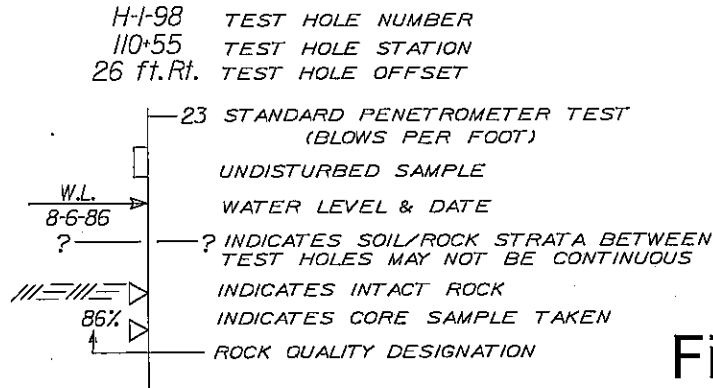 H-1-98 TEST HOLE NUMBER
110+55 TEST HOLE STATION
26 ft.Rt. TEST HOLE OFFSET
23 STANDARD PENETROMETER TEST
(BLOWS PER FOOT)
UNDISTURBED SAMPLE
W.L.
8-6-86 WATER LEVEL & DATE
? ? INDICATES SOIL/ROCK STRATA BETWEEN
TEST HOLES MAY NOT BE CONTINUOUS
INDICATES INTACT ROCK
86% INDICATES CORE SAMPLE TAKEN
ROCK QUALITY DESIGNATION
Fi